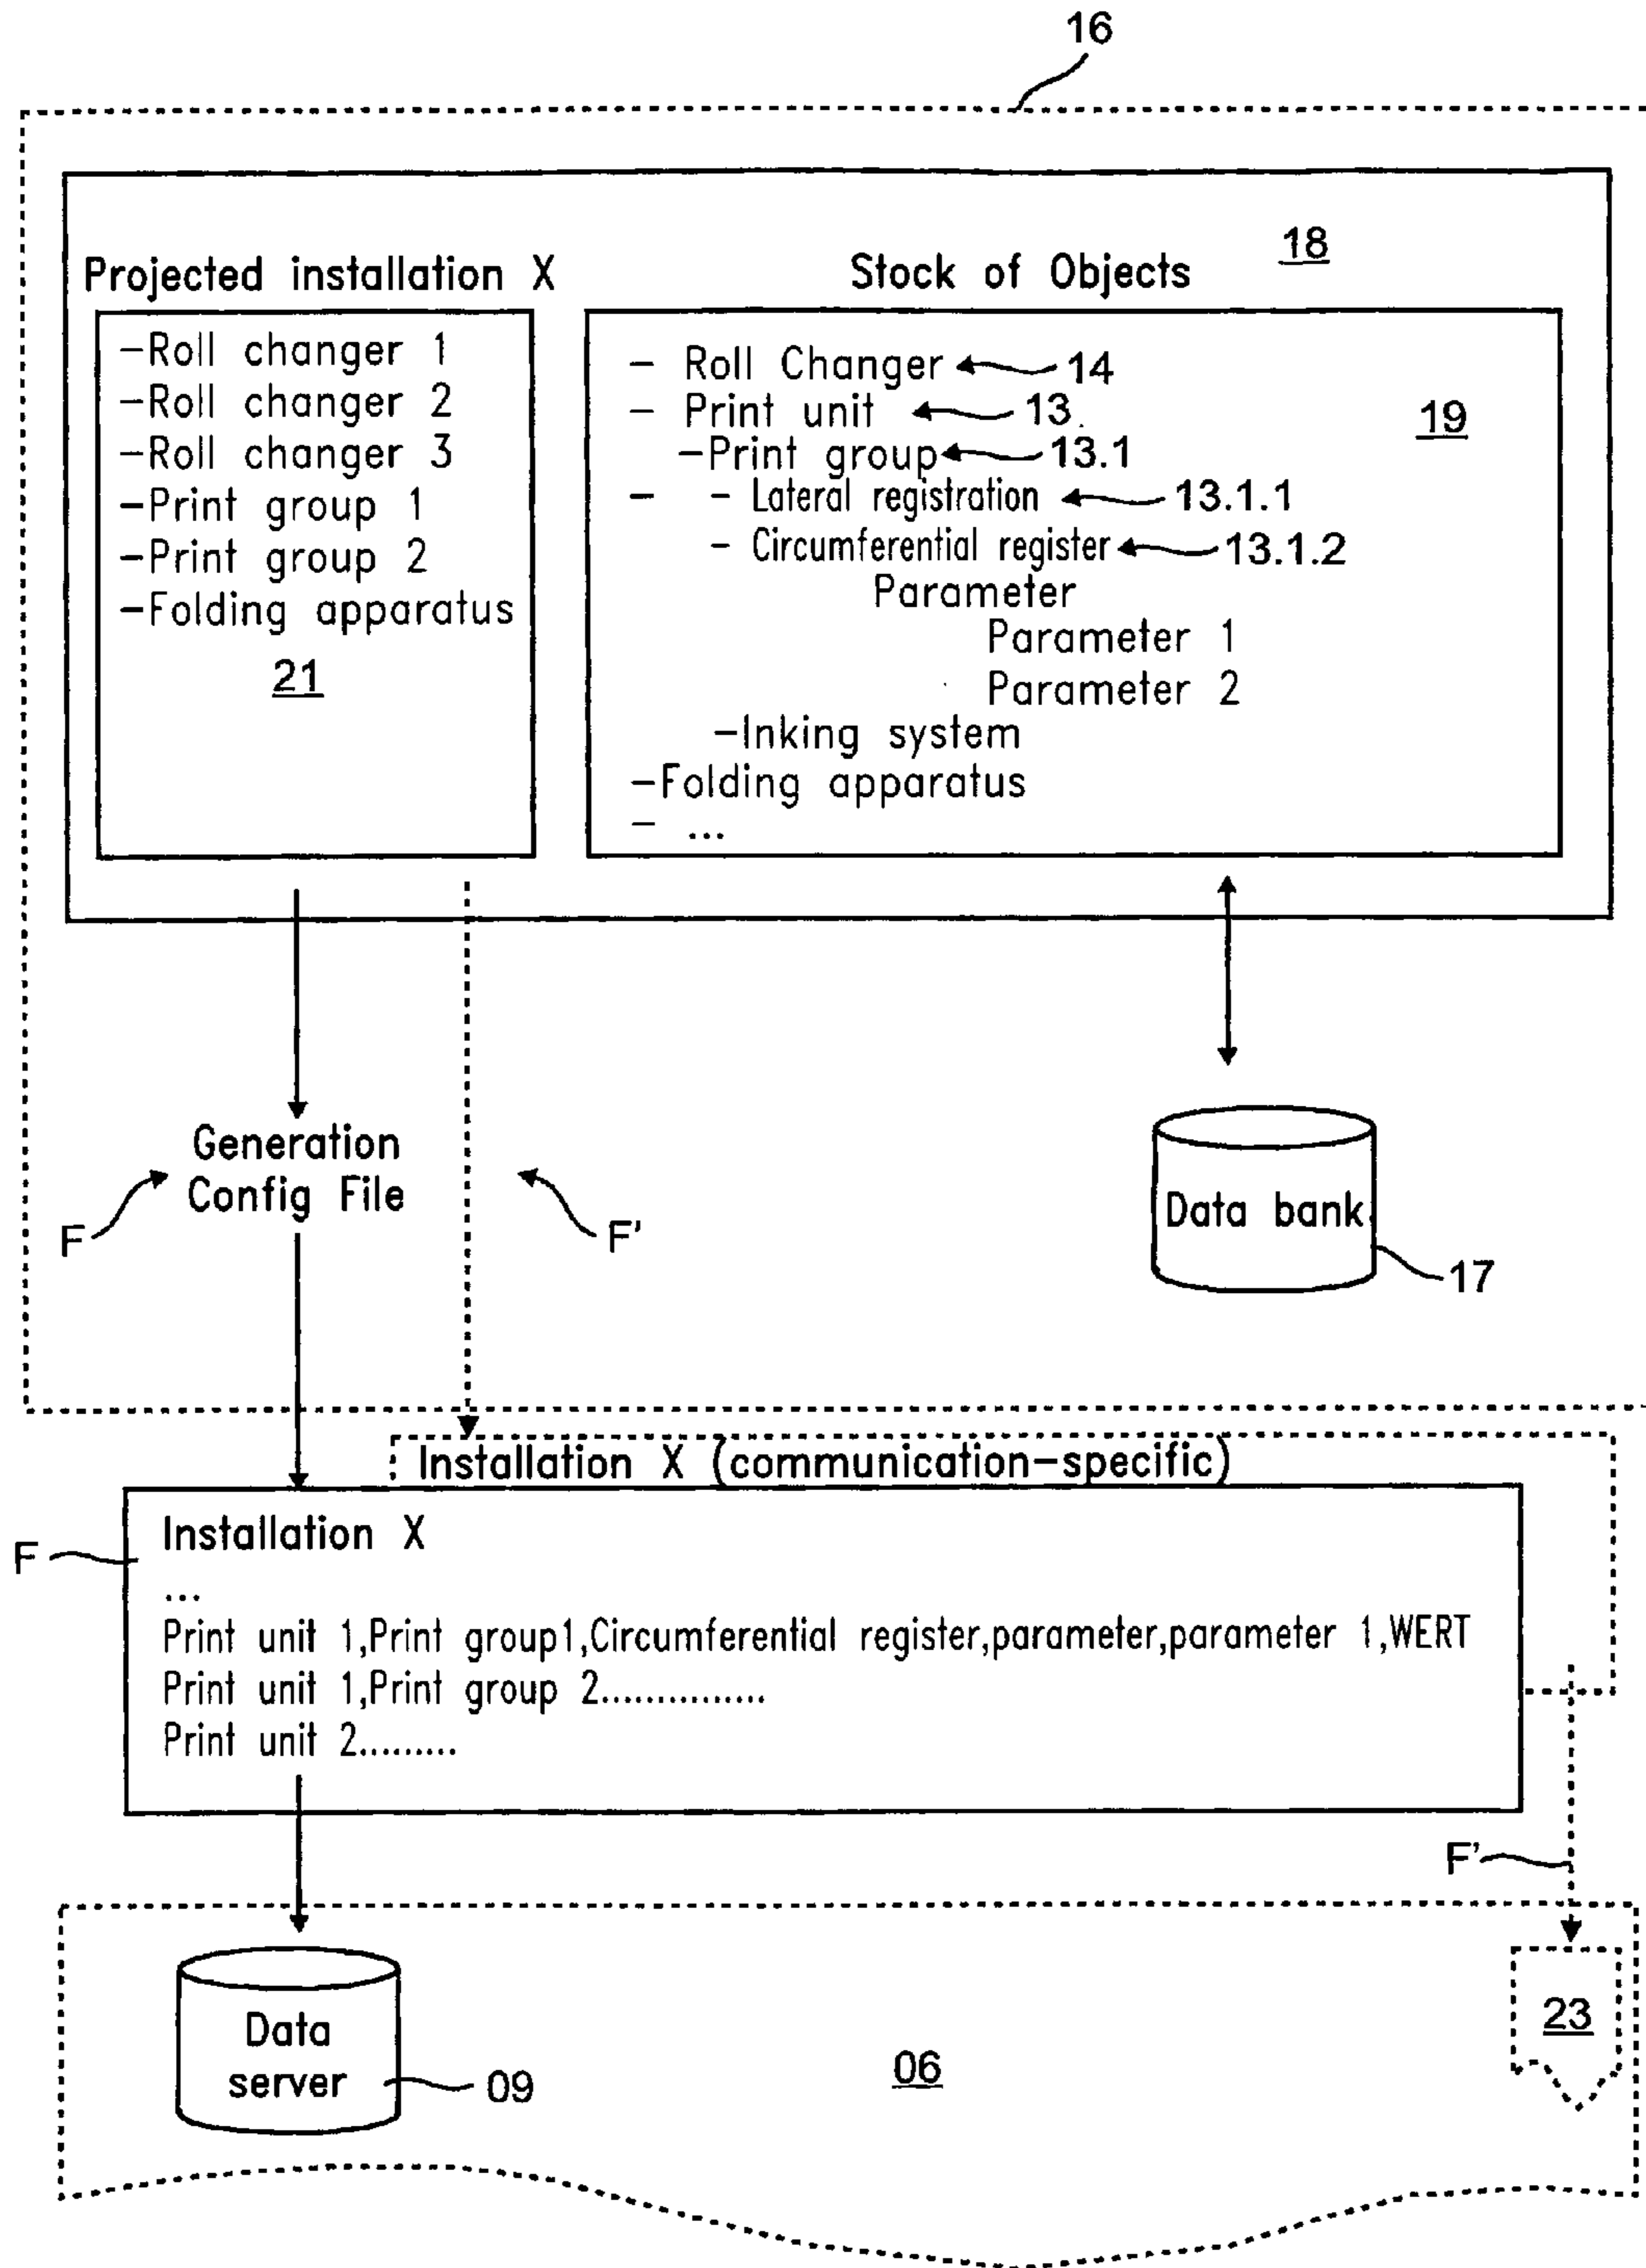 16
18
Projected installation X
Stock of Objects
-Roll changer 1
-Roll changer 2
-Roll changer 3
-Print group 1
-Print group 2
-Folding apparatus
21
- Roll Changer 14
- Print unit 13
-Print group 13.1
- - Lateral registration 13.1.1
- Circumferential register 13.1.2
Parameter
Parameter 1
Parameter 2
-Inking system
-Folding apparatus
- ...
19
Generation
Config File
F
F'
Data bank
17
Installation X (communication-specific)
F
Installation X
...
Print unit 1,Print group1,Circumferential register,parameter,parameter 1,WERT
Print unit 1,Print group 2...............
Print unit 2.........
F'
Data
server
09
06
23